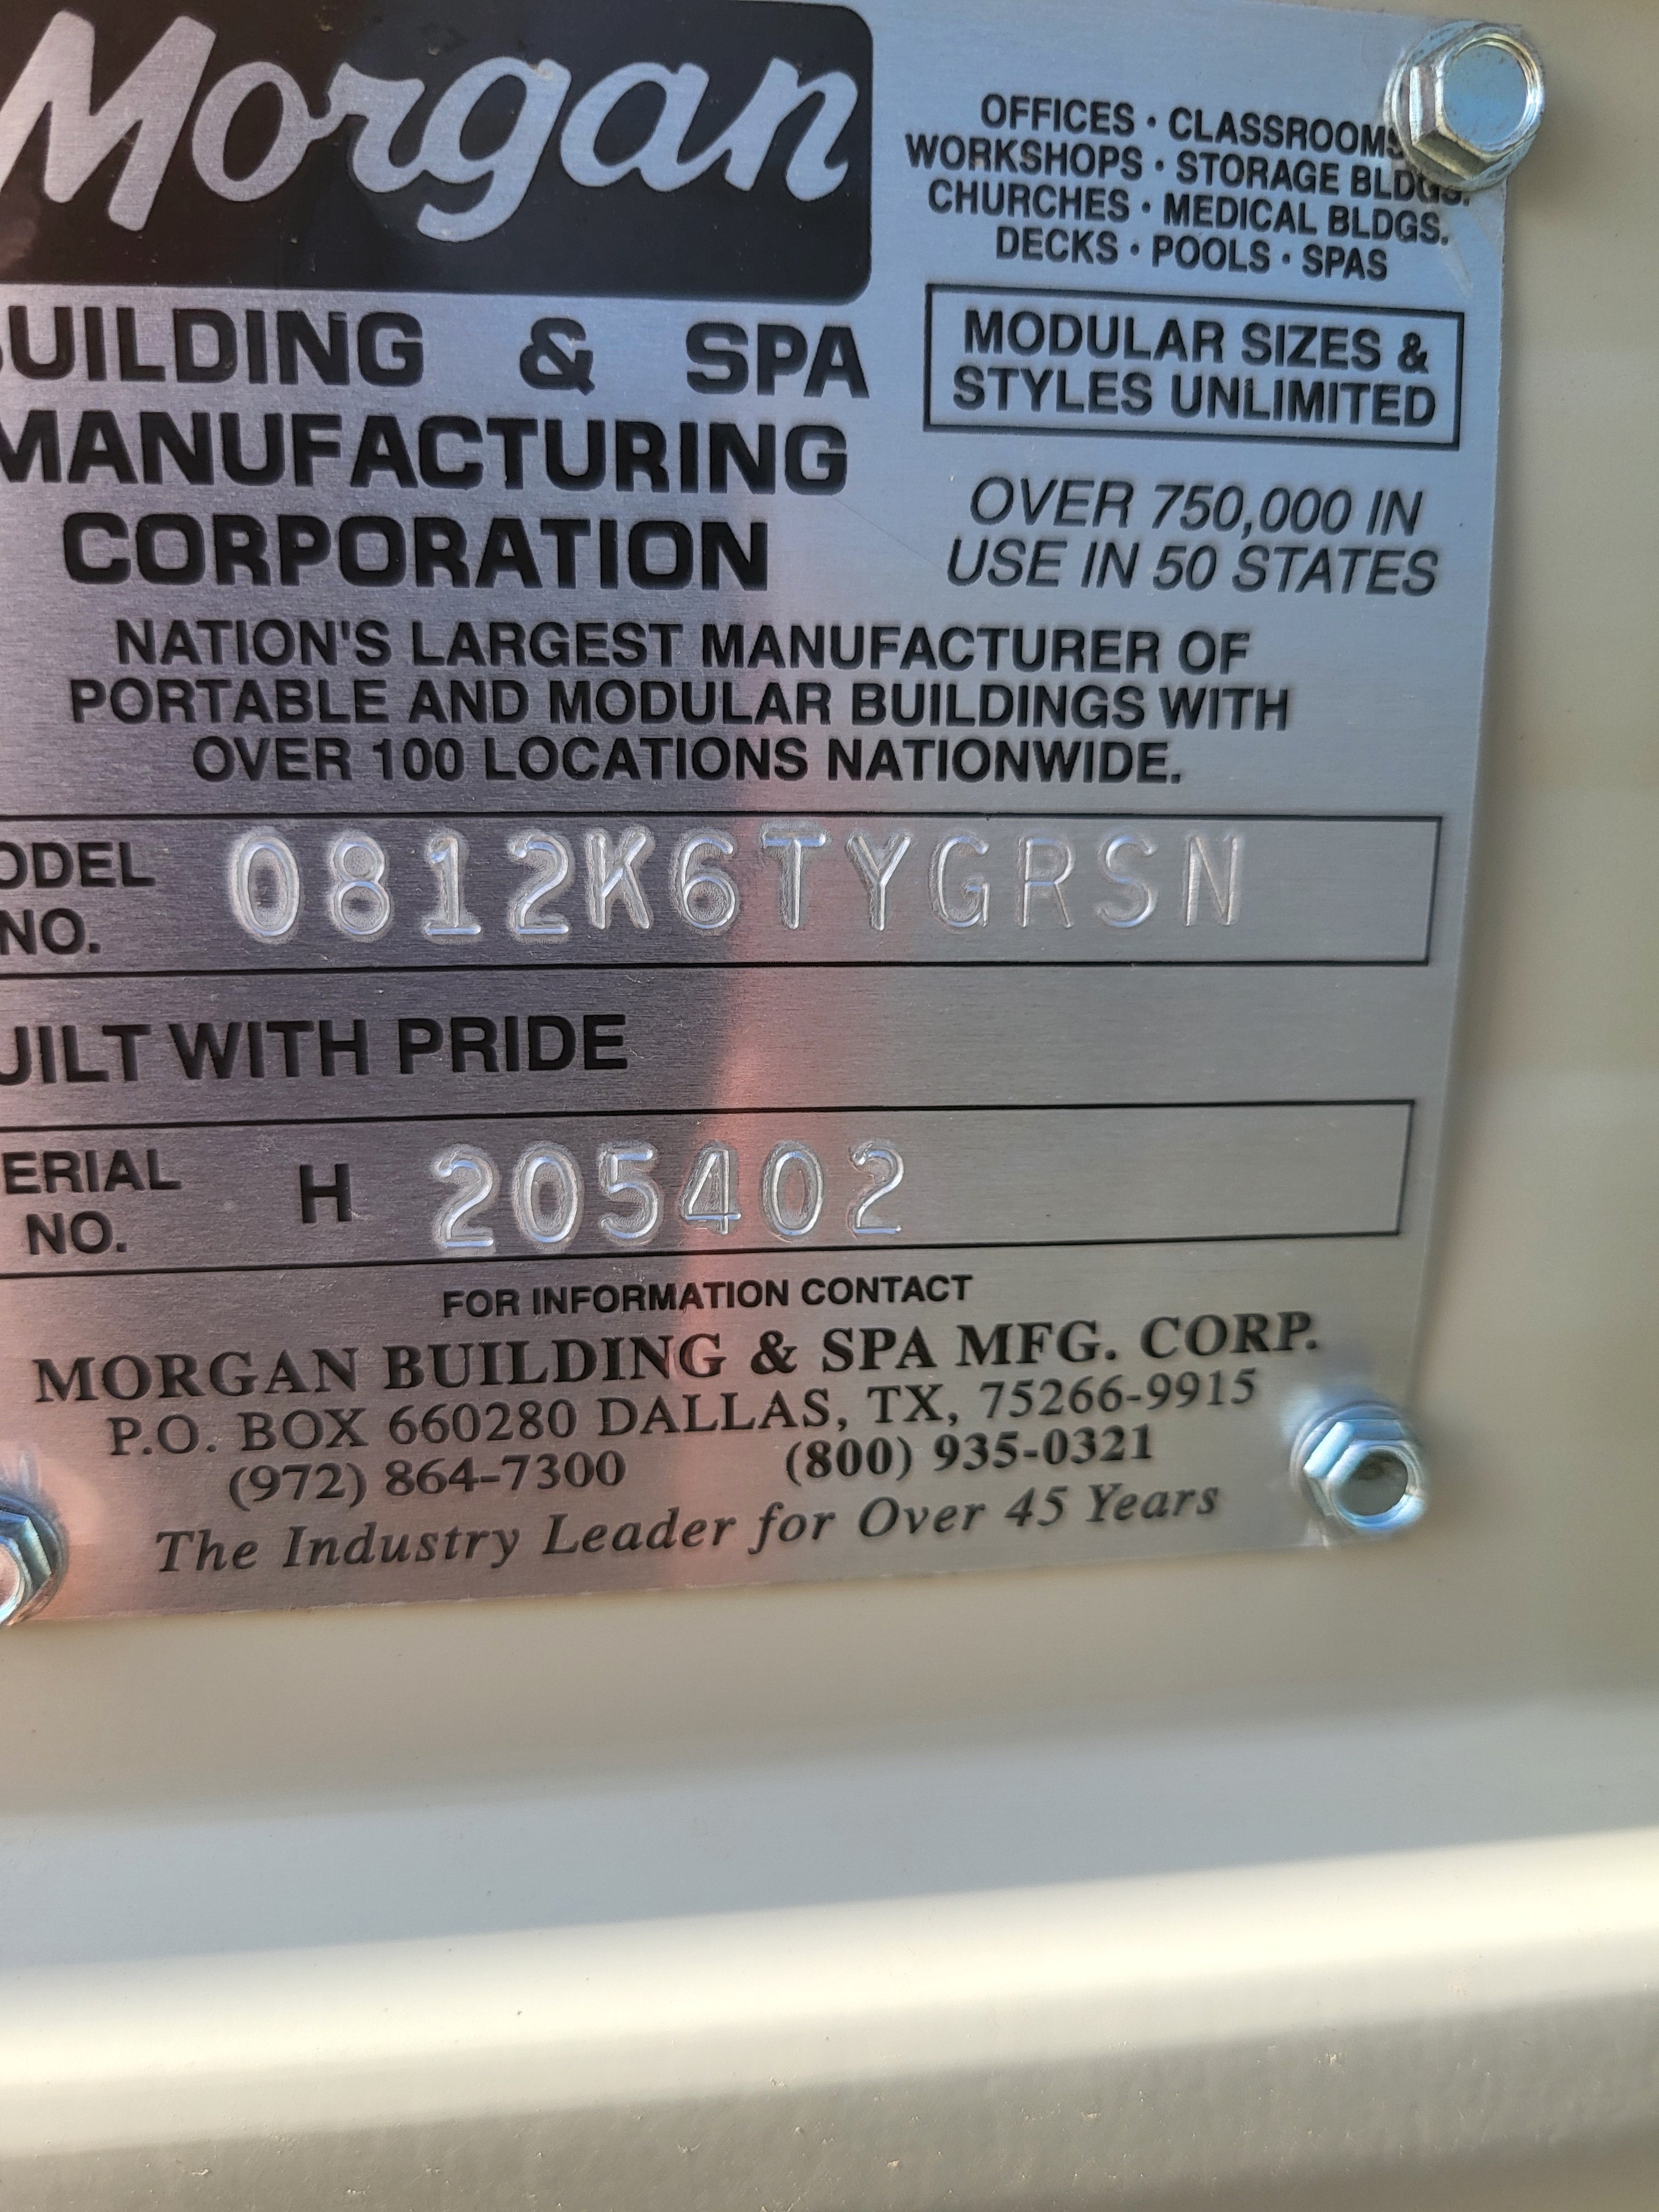 Morgan
OFFICES · CLASSROOMS
WORKSHOPS · STORAGE BLDGS.
CHURCHES · MEDICAL BLDGS.
DECKS · POOLS · SPAS
MODULAR SIZES &
STYLES UNLIMITED
OVER 750,000 IN
USE IN 50 STATES
UILDING & SPA
MANUFACTURING
CORPORATION
NATION'S LARGEST MANUFACTURER OF
PORTABLE AND MODULAR BUILDINGS WITH
OVER 100 LOCATIONS NATIONWIDE.
ODEL NO. 0812K6TYGRSN
UILT WITH PRIDE
ERIAL NO. H 205402
FOR INFORMATION CONTACT
MORGAN BUILDING & SPA MFG. CORP.
P.O. BOX 660280 DALLAS, TX, 75266-9915
(972) 864-7300 (800) 935-0321
The Industry Leader for Over 45 Years